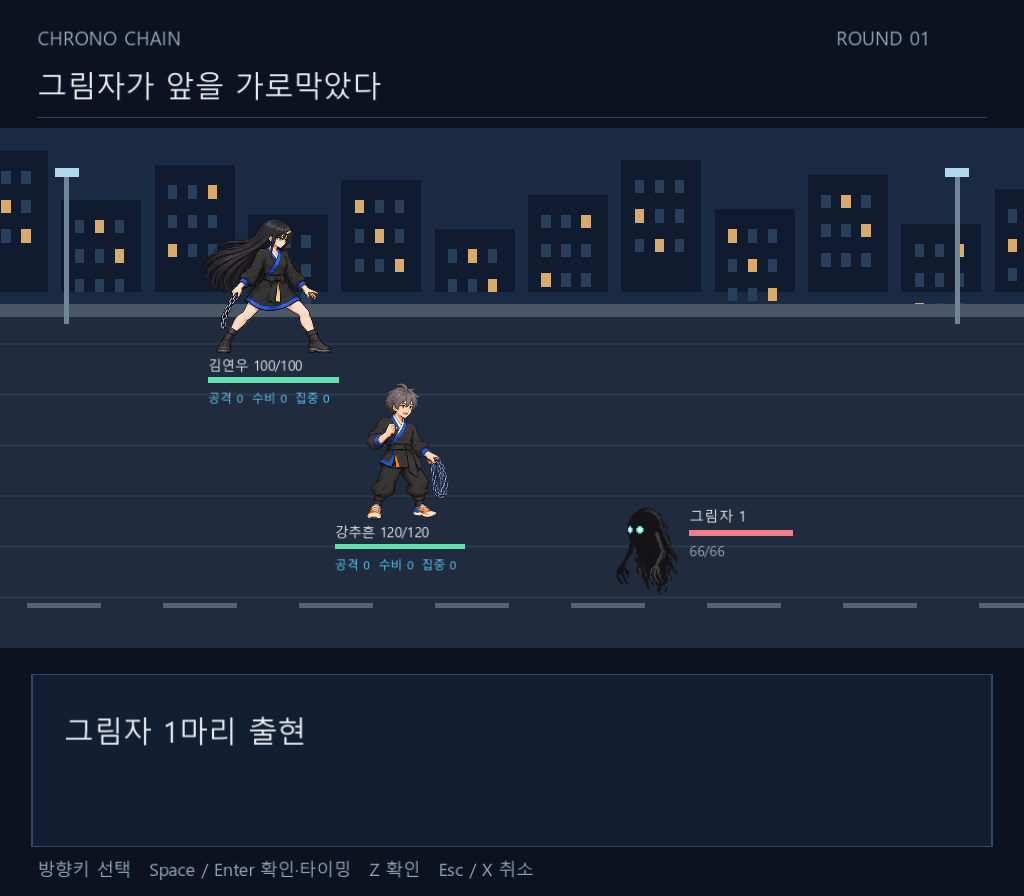 CHRONO CHAIN
ROUND 01
그림자가 앞을 가로막았다
김연우 100/100
공격 0 수비 0 집중 0
강추흔 120/120
공격 0 수비 0 집중 0
그림자 1
66/66
그림자 1마리 출현
방향키 선택 Space / Enter 확인·타이밍 Z 확인 Esc / X 취소